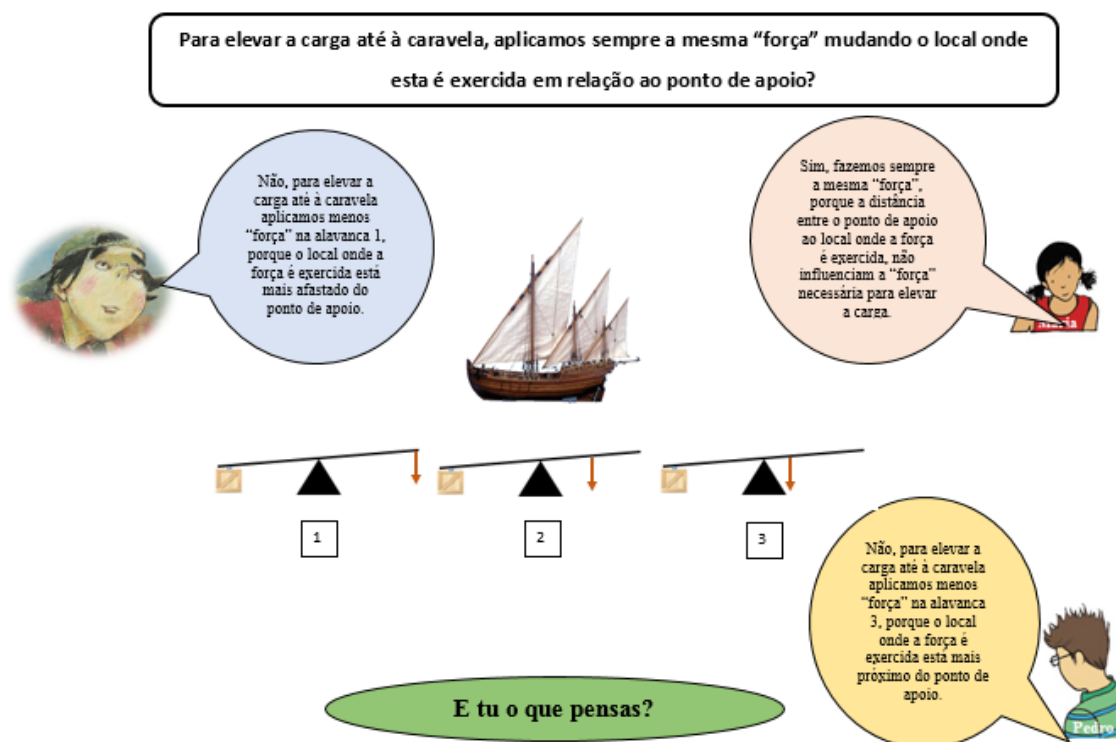 Para elevar a carga até à caravela, aplicamos sempre a mesma “força” mudando o local onde
esta é exercida em relação ao ponto de apoio?
Não, para elevar a
carga até à caravela
aplicamos menos
“força” na alavanca 1,
porque o local onde a
força é exercida está
mais afastado do
ponto de apoio.
Sim, fazemos sempre
a mesma “força”,
porque a distância
entre o ponto de apoio
ao local onde a força
é exercida, não
influenciam a “força”
necessária para elevar
a carga.
Maria
1
2
3
Não, para elevar a
carga até à caravela
aplicamos menos
“força” na alavanca
3, porque o local
onde a força é
exercida está mais
próximo do ponto de
apoio.
Pedro
E tu o que pensas?